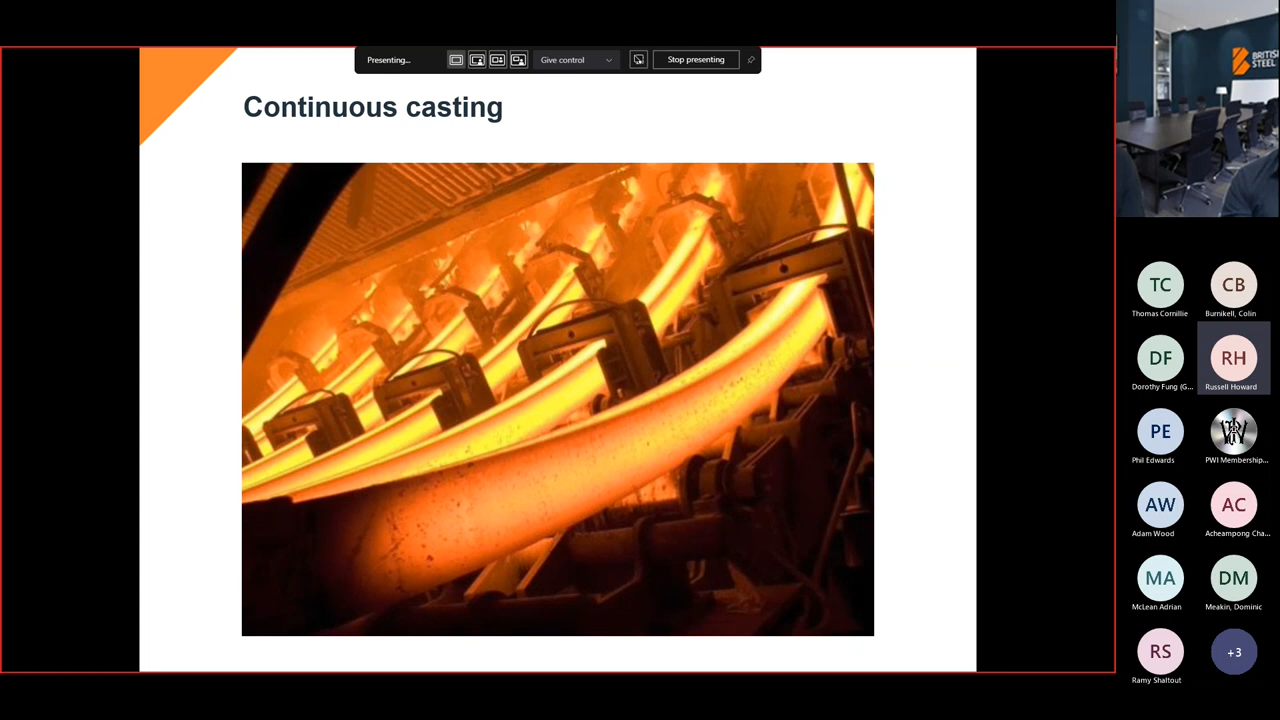 Presenting...
Give control
Stop presenting
Continuous casting
BRITISH
STEEL
TC
Thomas Cornillie
CB
Burnikell, Colin
DF
Dorothy Fung (G...
RH
Russell Howard
PE
Phil Edwards
PWI Membership...
AW
Adam Wood
AC
Acheampong Cha...
MA
McLean Adrian
DM
Meakin, Dominic
RS
Ramy Shaltout
+3